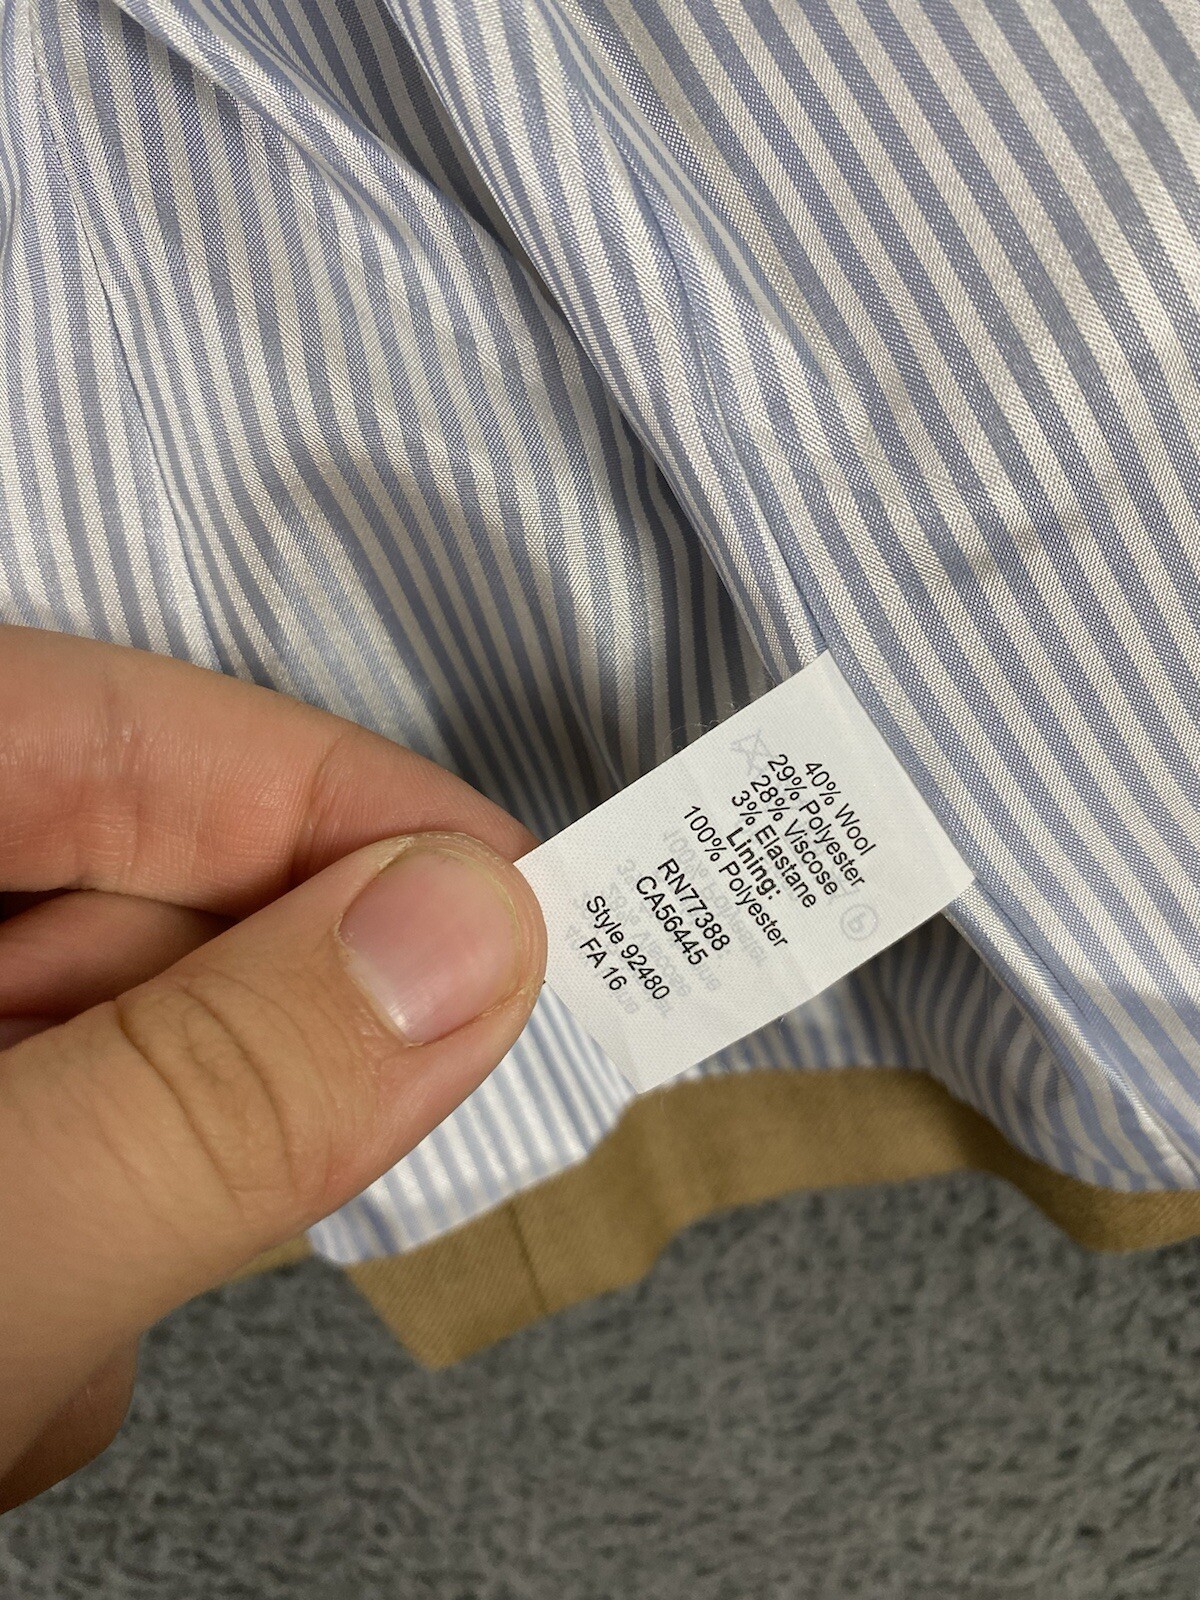 40% Wool
29% Polyester
28% Viscose
3% Elastane
Lining:
100% Polyester
RN77388
CA56445
Style 92480
FA 16